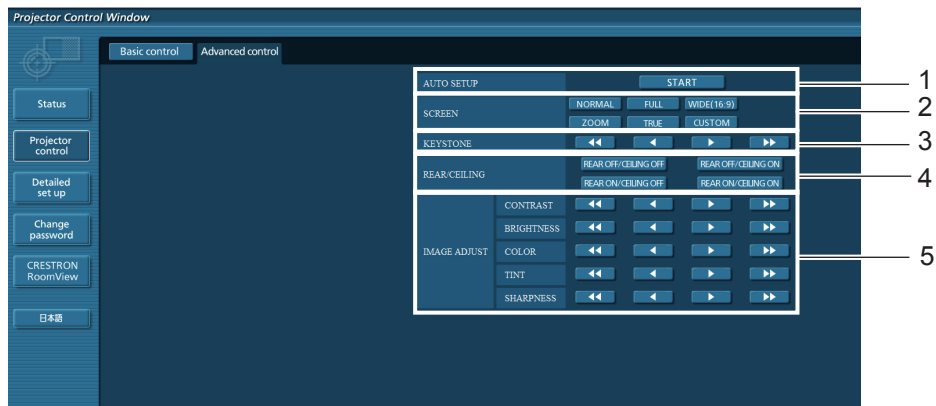 Projector Control Window
Basic control Advanced control
Status
Projector
control
Detailed
set up
Change
password
CRESTRON
RoomView
日本語
AUTO SETUP START 1
SCREEN NORMAL FULL WIDE(16:9) 2
ZOOM TRUE CUSTOM
KEYSTONE 3
REAR/CEILING REAR OFF/CEILING OFF REAR OFF/CEILING ON 4
REAR ON/CEILING OFF REAR ON/CEILING ON
IMAGE ADJUST 5
CONTRAST
BRIGHTNESS
COLOR
TINT
SHARPNESS